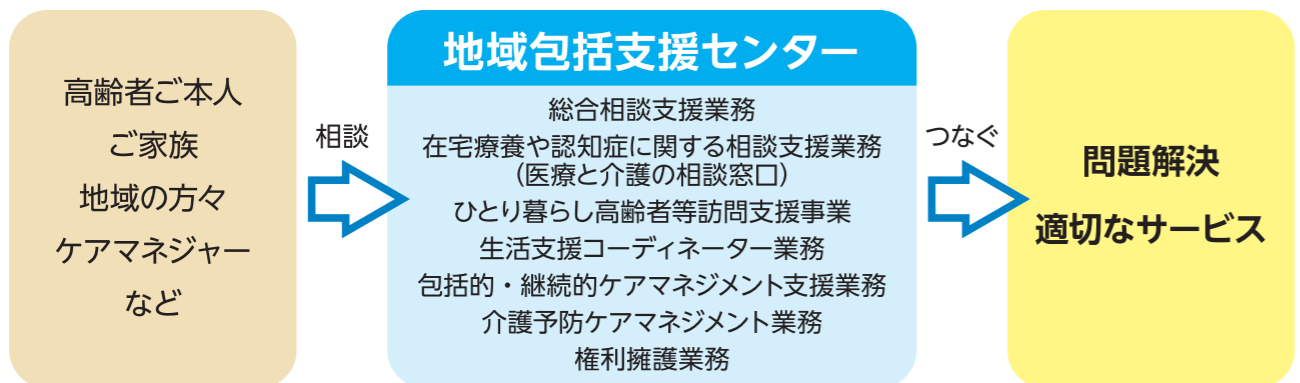 高齢者ご本人
ご家族
地域の方々
ケアマネジャー
など
相談
地域包括支援センター
総合相談支援業務
在宅療養や認知症に関する相談支援業務
(医療と介護の相談窓口)
ひとり暮らし高齢者等訪問支援事業
生活支援コーディネーター業務
包括的・継続的ケアマネジメント支援業務
介護予防ケアマネジメント業務
権利擁護業務
つなぐ
問題解決
適切なサービス